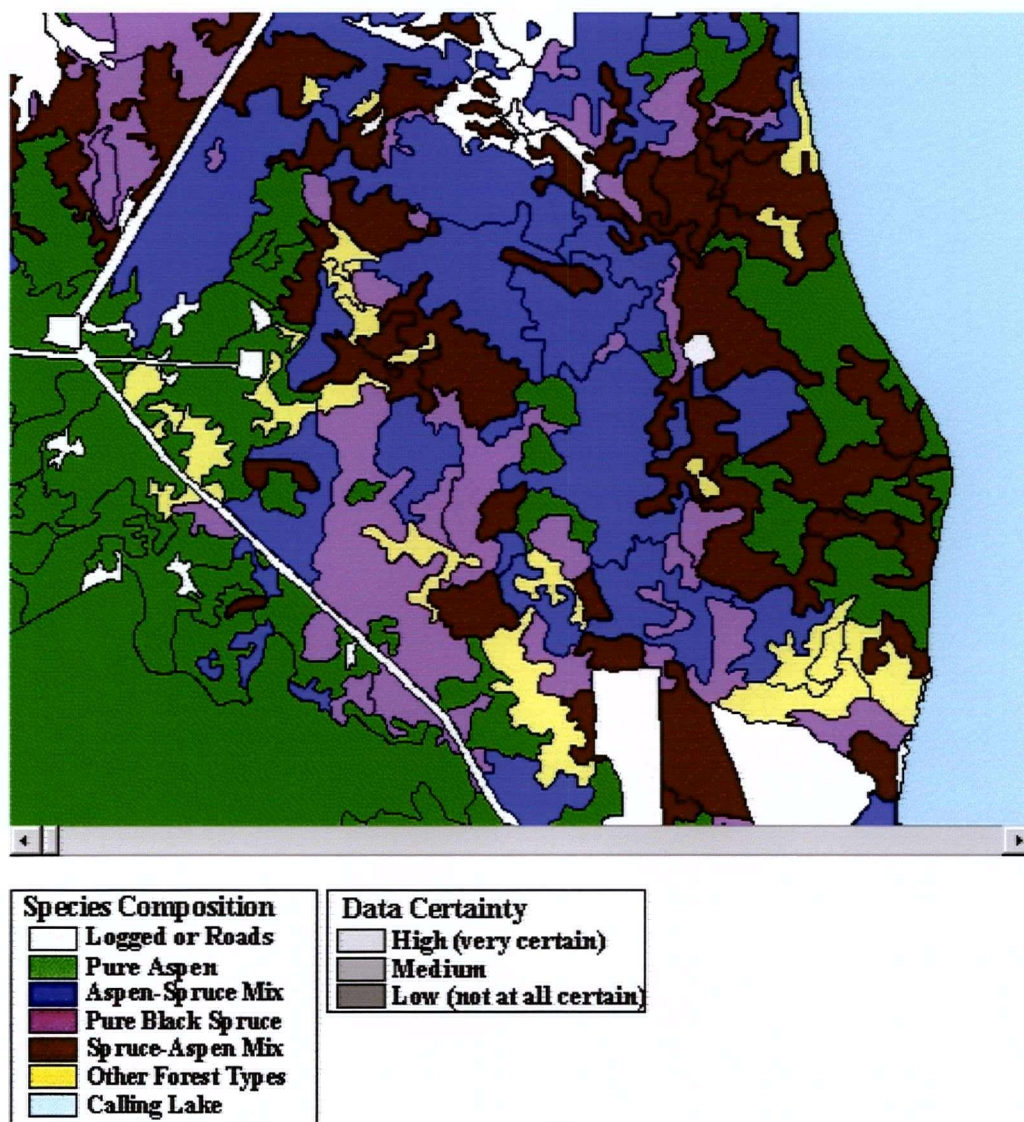 Species Composition
Logged or Roads
Pure Aspen
Aspen-Spruce Mix
Pure Black Spruce
Spruce-Aspen Mix
Other Forest Types
Calling Lake
Data Certainty
High (very certain)
Medium
Low (not at all certain)